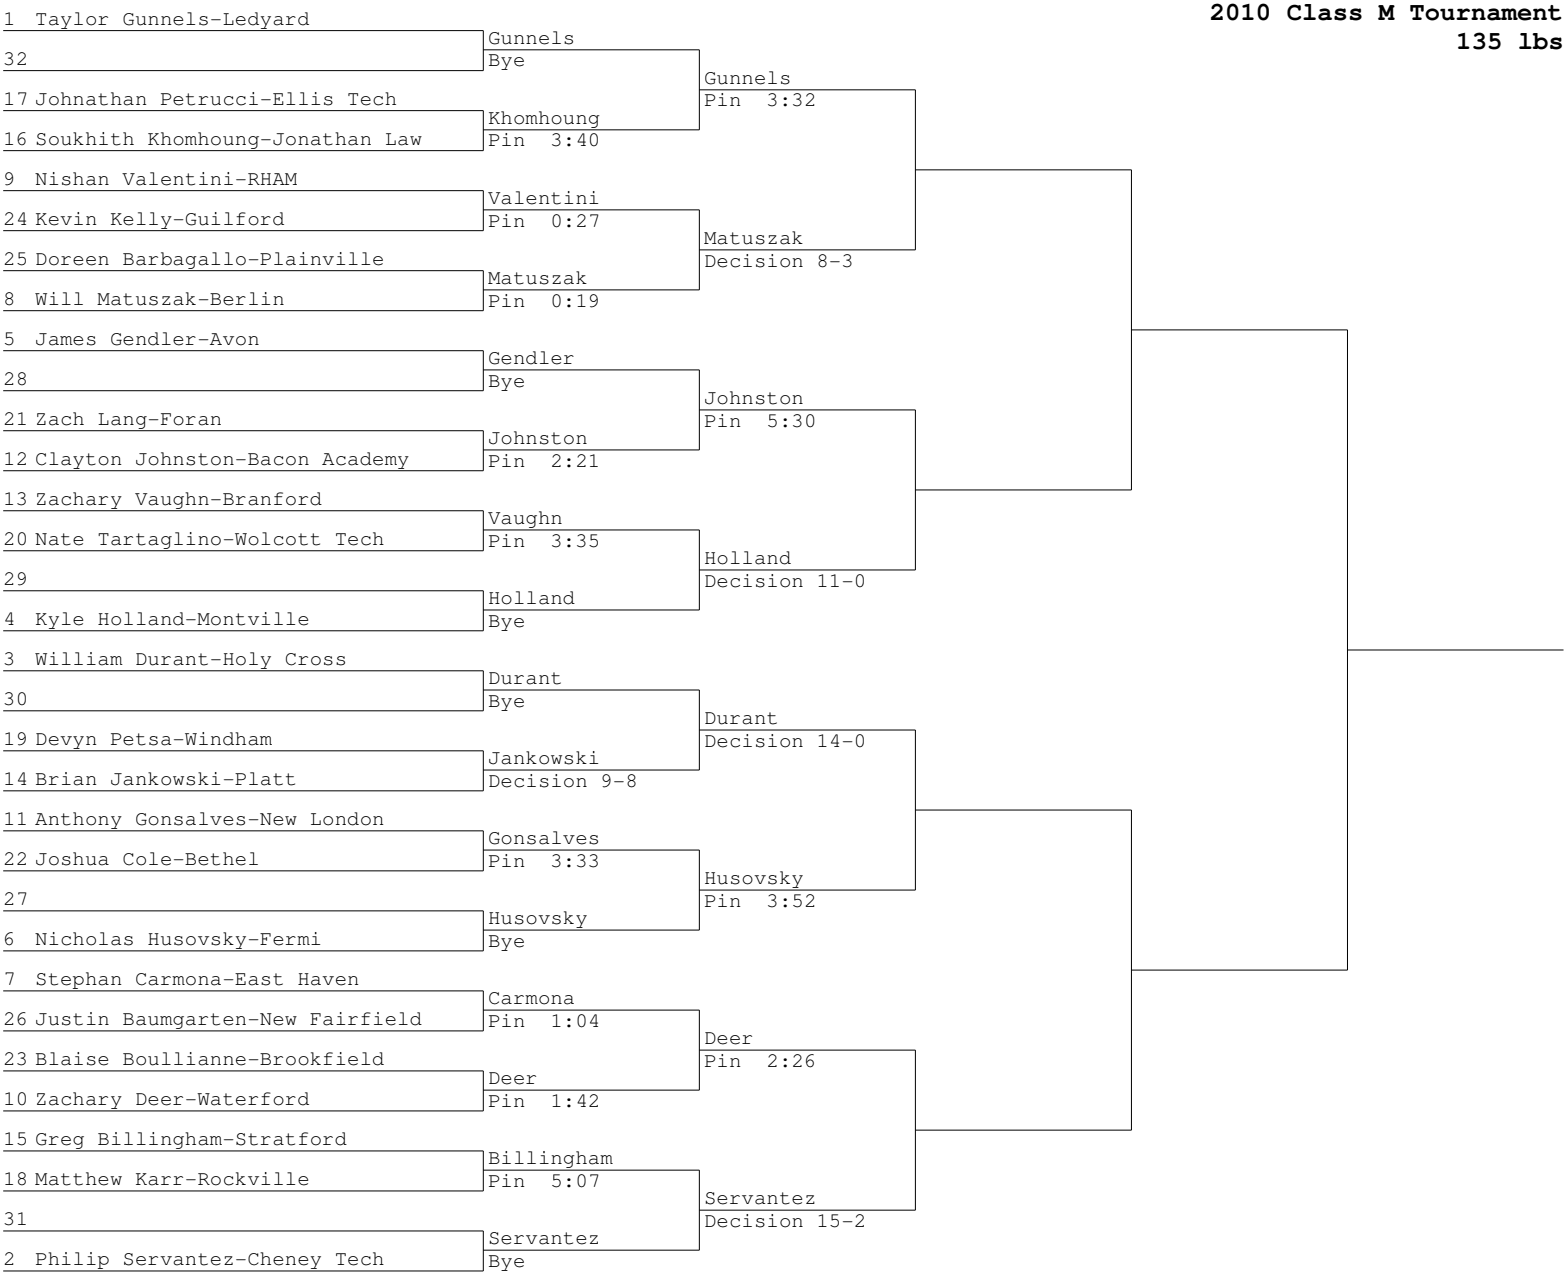 2010 Class M Tournament
135 lbs
1 Taylor Gunnels-Ledyard
32
17 Johnathan Petrucci-Ellis Tech
16 Soukhith Khomhoung-Jonathan Law
9 Nishan Valentini-RHAM
24 Kevin Kelly-Guilford
25 Doreen Barbagallo-Plainville
8 Will Matuszak-Berlin
5 James Gendler-Avon
28
21 Zach Lang-Foran
12 Clayton Johnston-Bacon Academy
13 Zachary Vaughn-Branford
20 Nate Tartaglino-Wolcott Tech
29
4 Kyle Holland-Montville
3 William Durant-Holy Cross
30
19 Devyn Petsa-Windham
14 Brian Jankowski-Platt
11 Anthony Gonsalves-New London
22 Joshua Cole-Bethel
27
6 Nicholas Husovsky-Fermi
7 Stephan Carmona-East Haven
26 Justin Baumgarten-New Fairfield
23 Blaise Boullianne-Brookfield
10 Zachary Deer-Waterford
15 Greg Billingham-Stratford
18 Matthew Karr-Rockville
31
2 Philip Servantez-Cheney Tech
Gunnels
Bye
Khomhoung
Pin 3:40
Valentini
Pin 0:27
Matuszak
Pin 0:19
Gendler
Bye
Johnston
Pin 2:21
Vaughn
Pin 3:35
Holland
Bye
Durant
Bye
Jankowski
Decision 9-8
Gonsalves
Pin 3:33
Husovsky
Bye
Carmona
Pin 1:04
Deer
Pin 1:42
Billingham
Pin 5:07
Servantez
Bye
Gunnels
Pin 3:32
Matuszak
Decision 8-3
Johnston
Pin 5:30
Holland
Decision 11-0
Durant
Decision 14-0
Husovsky
Pin 3:52
Deer
Pin 2:26
Servantez
Decision 15-2